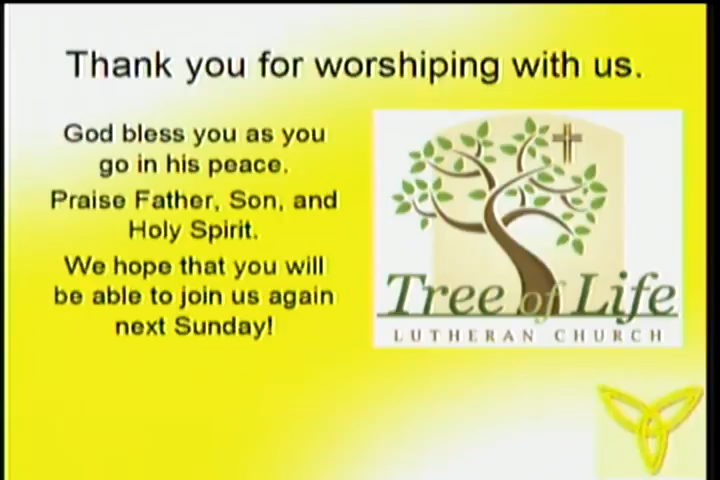 Thank you for worshiping with us.
God bless you as you
go in his peace.
Praise Father, Son, and
Holy Spirit.
We hope that you will
be able to join us again
next Sunday!
Tree of Life
LUTHERAN CHURCH